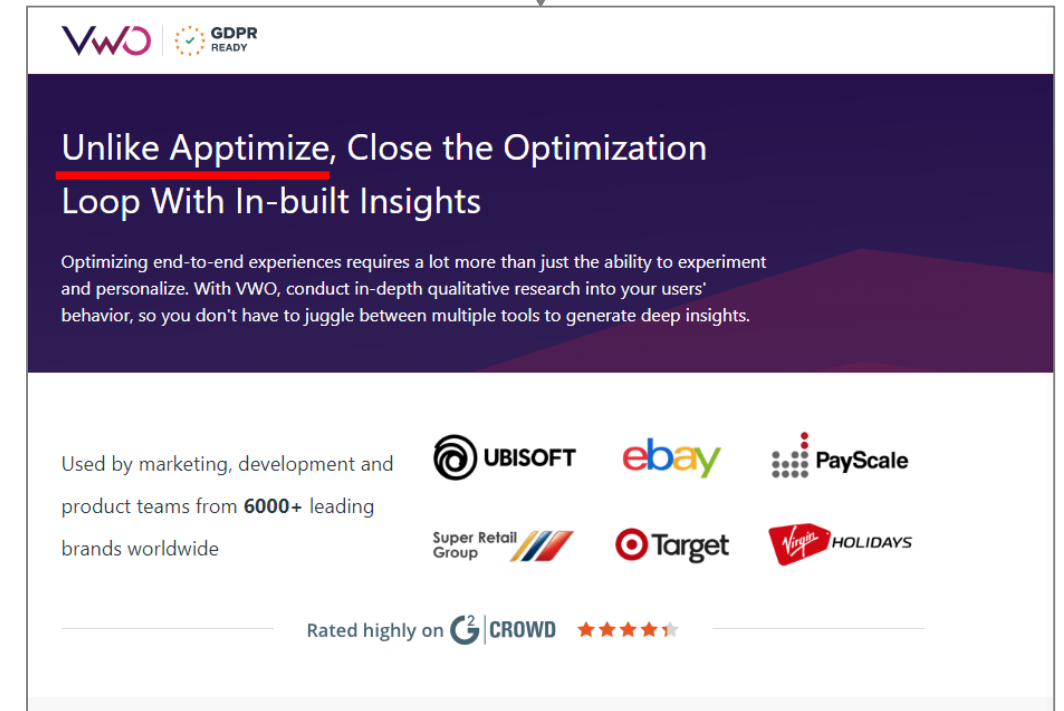 VWO GDPR
READY
Unlike Apptimize, Close the Optimization
Loop With In-built Insights
Optimizing end-to-end experiences requires a lot more than just the ability to experiment
and personalize. With VWO, conduct in-depth qualitative research into your users'
behavior, so you don't have to juggle between multiple tools to generate deep insights.
Used by marketing, development and
product teams from 6000+ leading
brands worldwide
UBISOFT ebay PayScale
Super Retail
Group
Target
Virgin HOLIDAYS
Rated highly on G2 CROWD